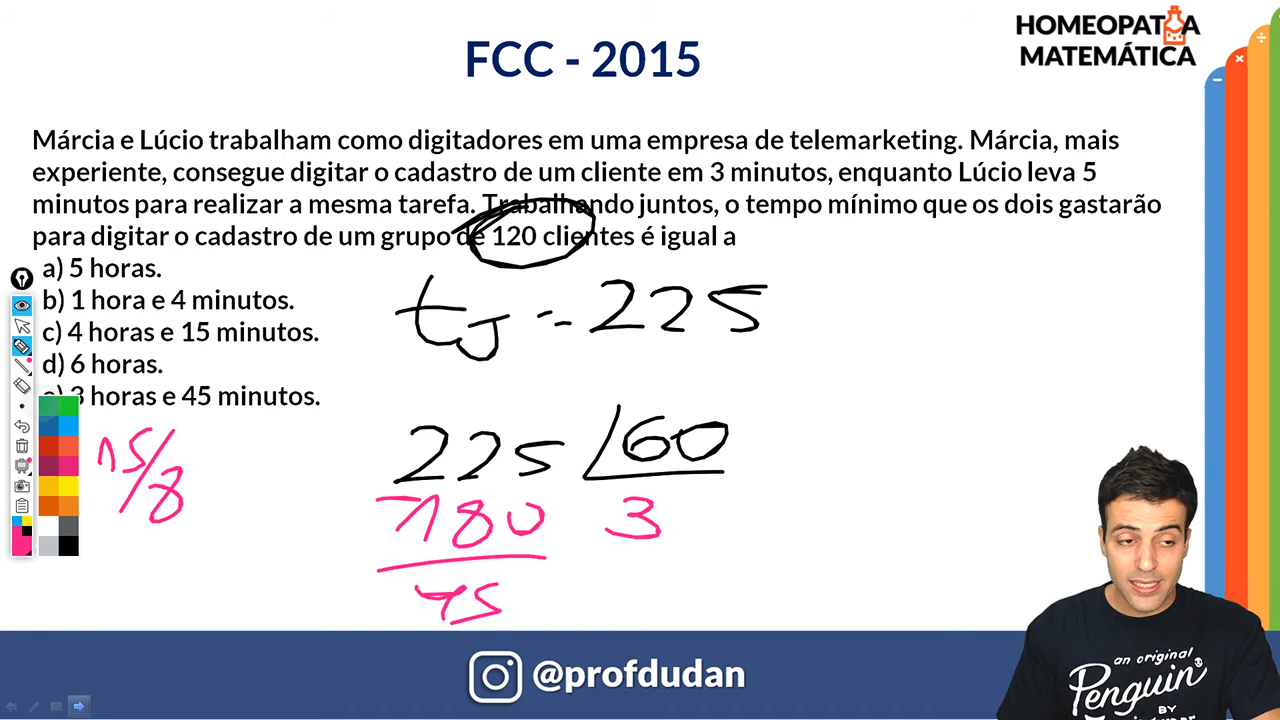 HOMEOPATIA
MATEMÁTICA
FCC - 2015
Márcia e Lúcio trabalham como digitadores em uma empresa de telemarketing. Márcia, mais
experiente, consegue digitar o cadastro de um cliente em 3 minutos, enquanto Lúcio leva 5
minutos para realizar a mesma tarefa. Trabalhando juntos, o tempo mínimo que os dois gastarão
para digitar o cadastro de um grupo de 120 clientes é igual a
a) 5 horas.
b) 1 hora e 4 minutos.
c) 4 horas e 15 minutos.
d) 6 horas.
e) 3 horas e 45 minutos.
tJ = 225
15/8
225 60
-180 3
45
@profdudan
an original
Penguin
BY